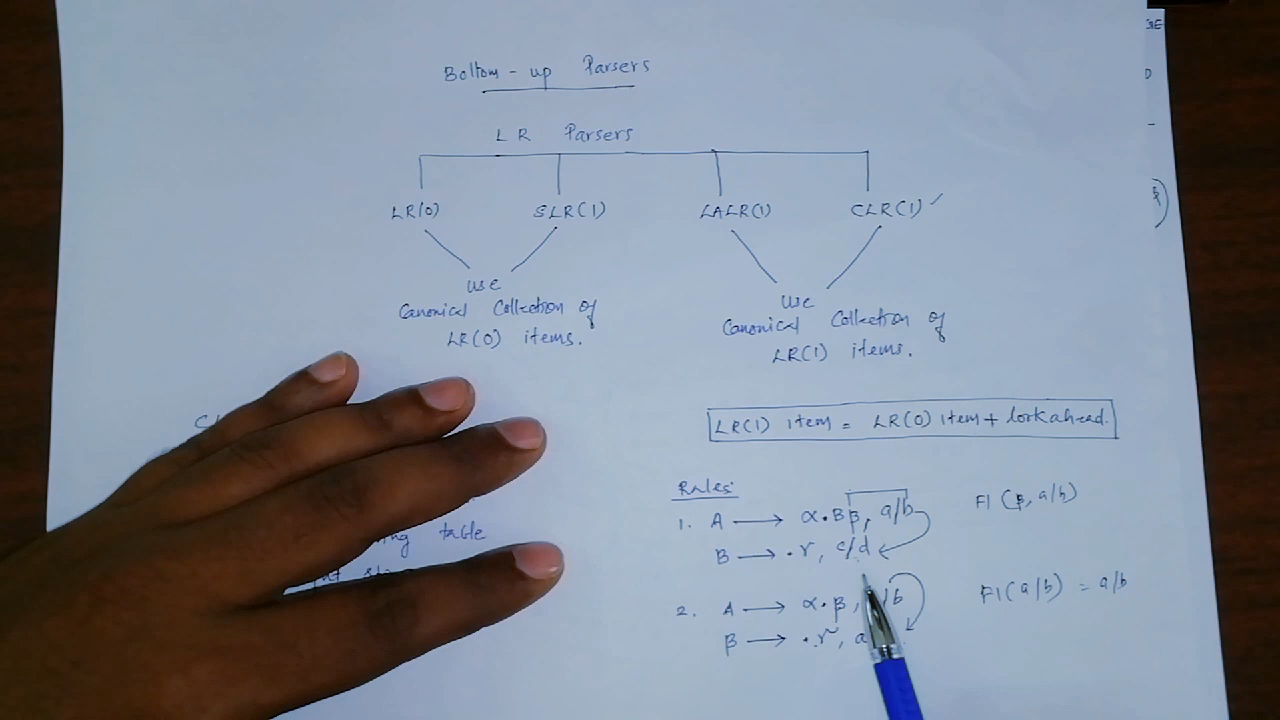 Bottom-up Parsers
LR Parsers
LR(0) SLR(1) LALR(1) CLR(1) ✓
use
Canonical Collection of
LR(0) items.
use
Canonical Collection of
LR(1) items.
LR(1) item = LR(0) item + lookahead.
Rules:
1. A → α.Bβ, a/b
FI (β, a/b)
B → .r, c/d
2. A → α.β, /b
FI(a/b) = a/b
β → .r, a
table